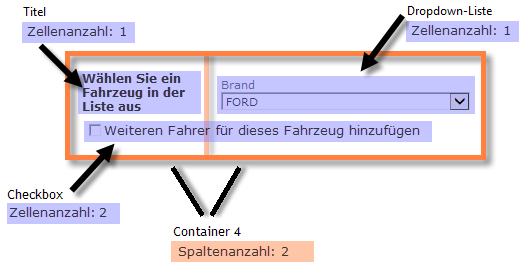 Titel
Zellenanzahl: 1
Dropdown-Liste
Zellenanzahl: 1
Wählen Sie ein
Fahrzeug in der
Liste aus
Brand
FORD
Weiteren Fahrer für dieses Fahrzeug hinzufügen
Checkbox
Zellenanzahl: 2
Container 4
Spaltenanzahl: 2